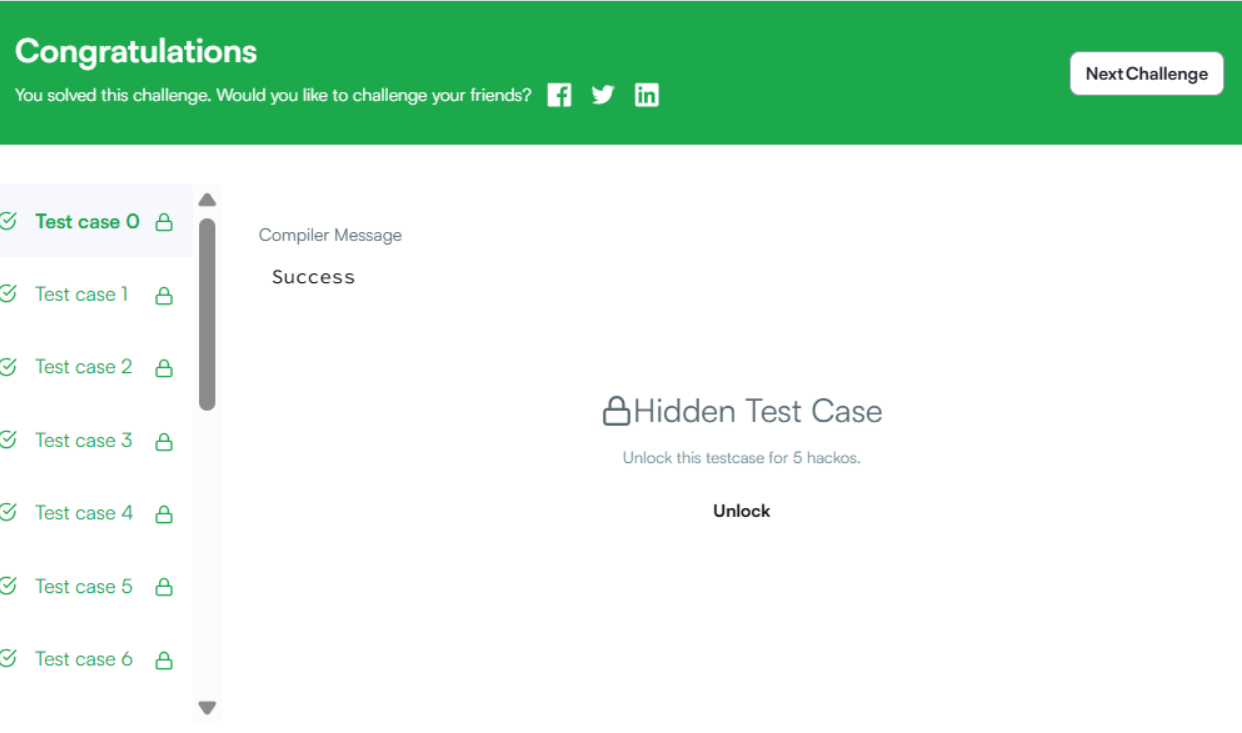 Congratulations
You solved this challenge. Would you like to challenge your friends?
Next Challenge
Test case 0
Test case 1
Test case 2
Test case 3
Test case 4
Test case 5
Test case 6
Compiler Message
Success
Hidden Test Case
Unlock this testcase for 5 hackos.
Unlock